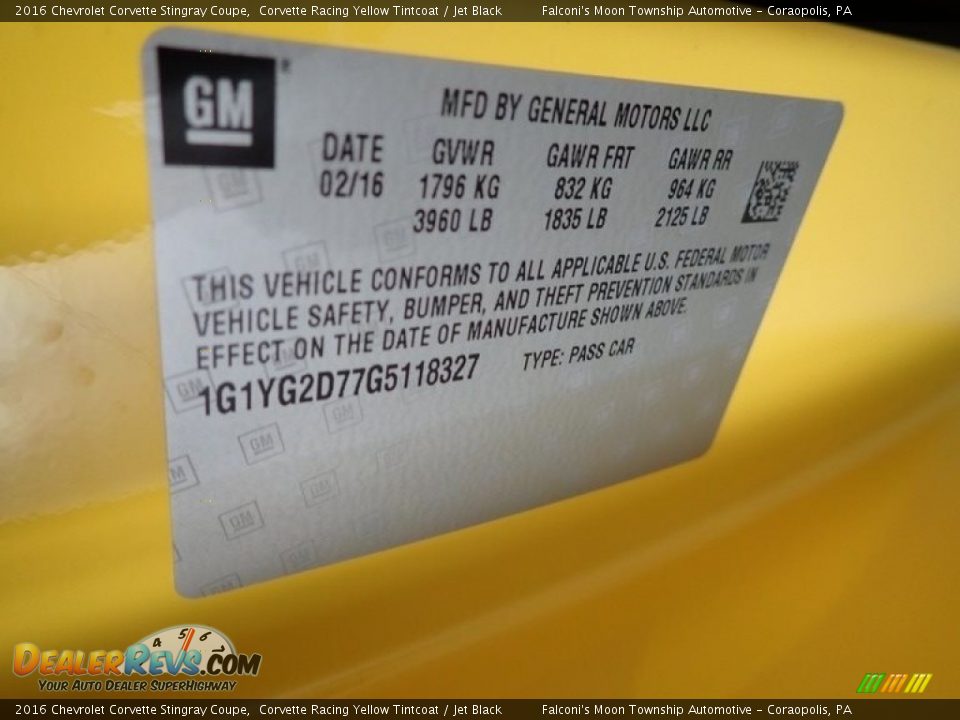 2016 Chevrolet Corvette Stingray Coupe, Corvette Racing Yellow Tintcoat / Jet Black Falconi's Moon Township Automotive - Coraopolis, PA
GM
MFD BY GENERAL MOTORS LLC
DATE GVWR GAWR FRT GAWR RR
02/16 1796 KG 832 KG 964 KG
3960 LB 1835 LB 2125 LB
THIS VEHICLE CONFORMS TO ALL APPLICABLE U.S. FEDERAL MOTOR
VEHICLE SAFETY, BUMPER, AND THEFT PREVENTION STANDARDS IN
EFFECT ON THE DATE OF MANUFACTURE SHOWN ABOVE.
1G1YG2D77G5118327 TYPE: PASS CAR
4 5 6
DEALERREVS.COM
YOUR AUTO DEALER SUPERHIGHWAY
2016 Chevrolet Corvette Stingray Coupe, Corvette Racing Yellow Tintcoat / Jet Black Falconi's Moon Township Automotive - Coraopolis, PA